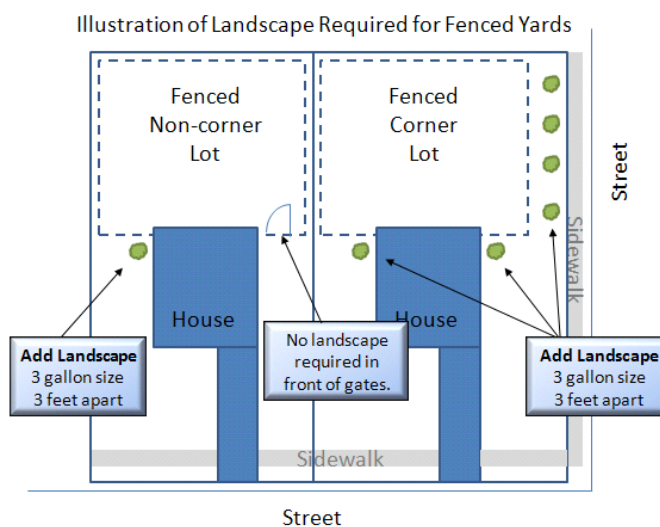 Illustration of Landscape Required for Fenced Yards
Fenced
Non-corner
Lot
Fenced
Corner
Lot
Street
Sidewalk
House
House
Add Landscape
3 gallon size
3 feet apart
No landscape
required in
front of gates.
Add Landscape
3 gallon size
3 feet apart
Sidewalk
Street